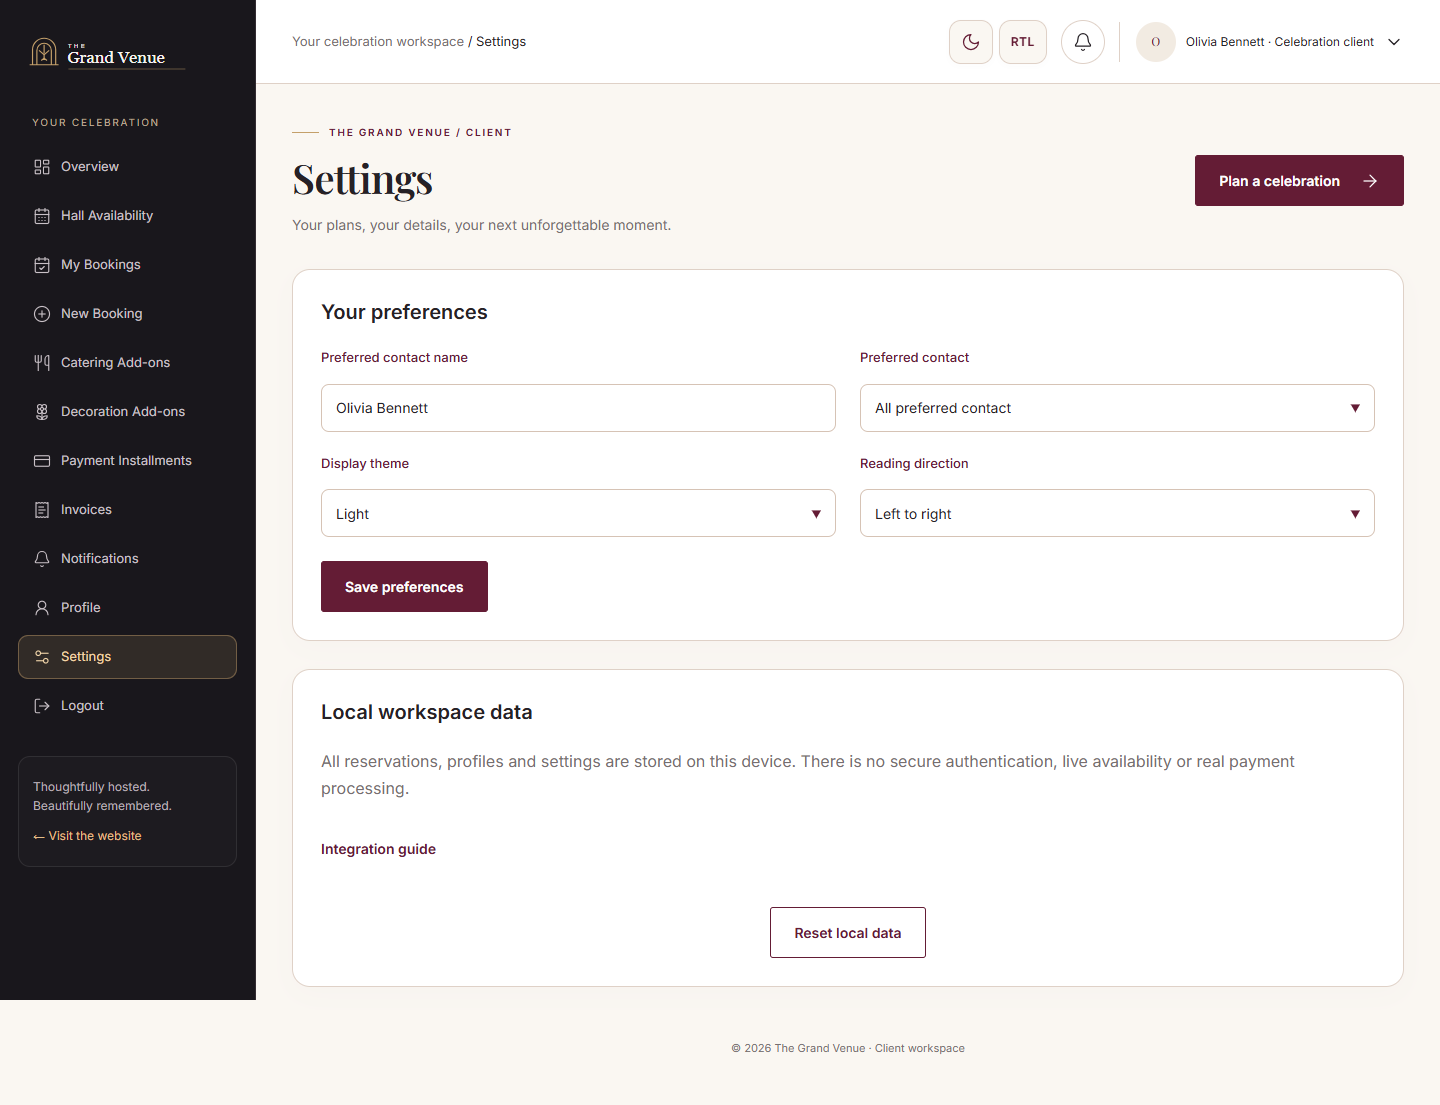 THE
Grand Venue
YOUR CELEBRATION
Overview
Hall Availability
My Bookings
New Booking
Catering Add-ons
Decoration Add-ons
Payment Installments
Invoices
Notifications
Profile
Settings
Logout
Thoughtfully hosted.
Beautifully remembered.
← Visit the website
Your celebration workspace / Settings
RTL
O
Olivia Bennett · Celebration client
THE GRAND VENUE / CLIENT
Settings
Your plans, your details, your next unforgettable moment.
Plan a celebration →
Your preferences
Preferred contact name
Olivia Bennett
Preferred contact
All preferred contact
Display theme
Light
Reading direction
Left to right
Save preferences
Local workspace data
All reservations, profiles and settings are stored on this device. There is no secure authentication, live availability or real payment
processing.
Integration guide
Reset local data
© 2026 The Grand Venue · Client workspace